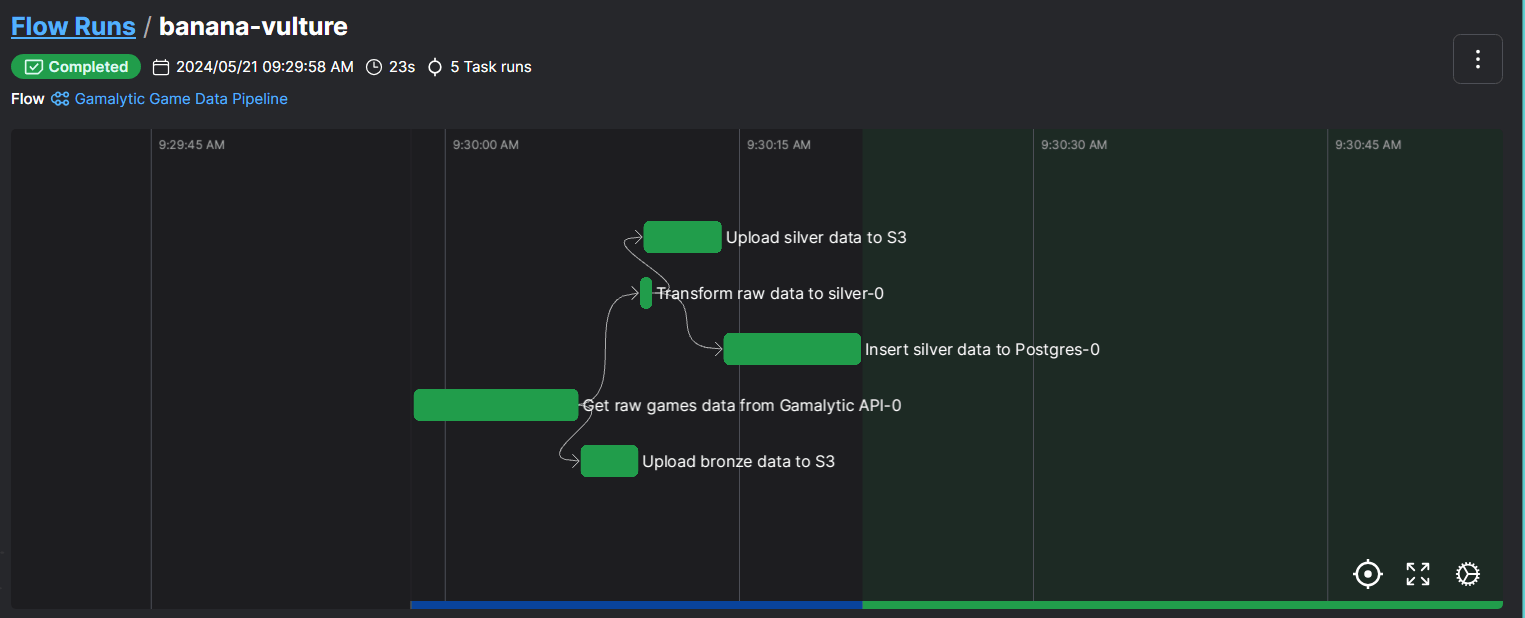 Flow Runs / banana-vulture
Completed 2024/05/21 09:29:58 AM 23s 5 Task runs
Flow Gamalytic Game Data Pipeline
9:29:45 AM 9:30:00 AM 9:30:15 AM 9:30:30 AM 9:30:45 AM
Upload silver data to S3
Transform raw data to silver-0
Insert silver data to Postgres-0
Get raw games data from Gamalytic API-0
Upload bronze data to S3